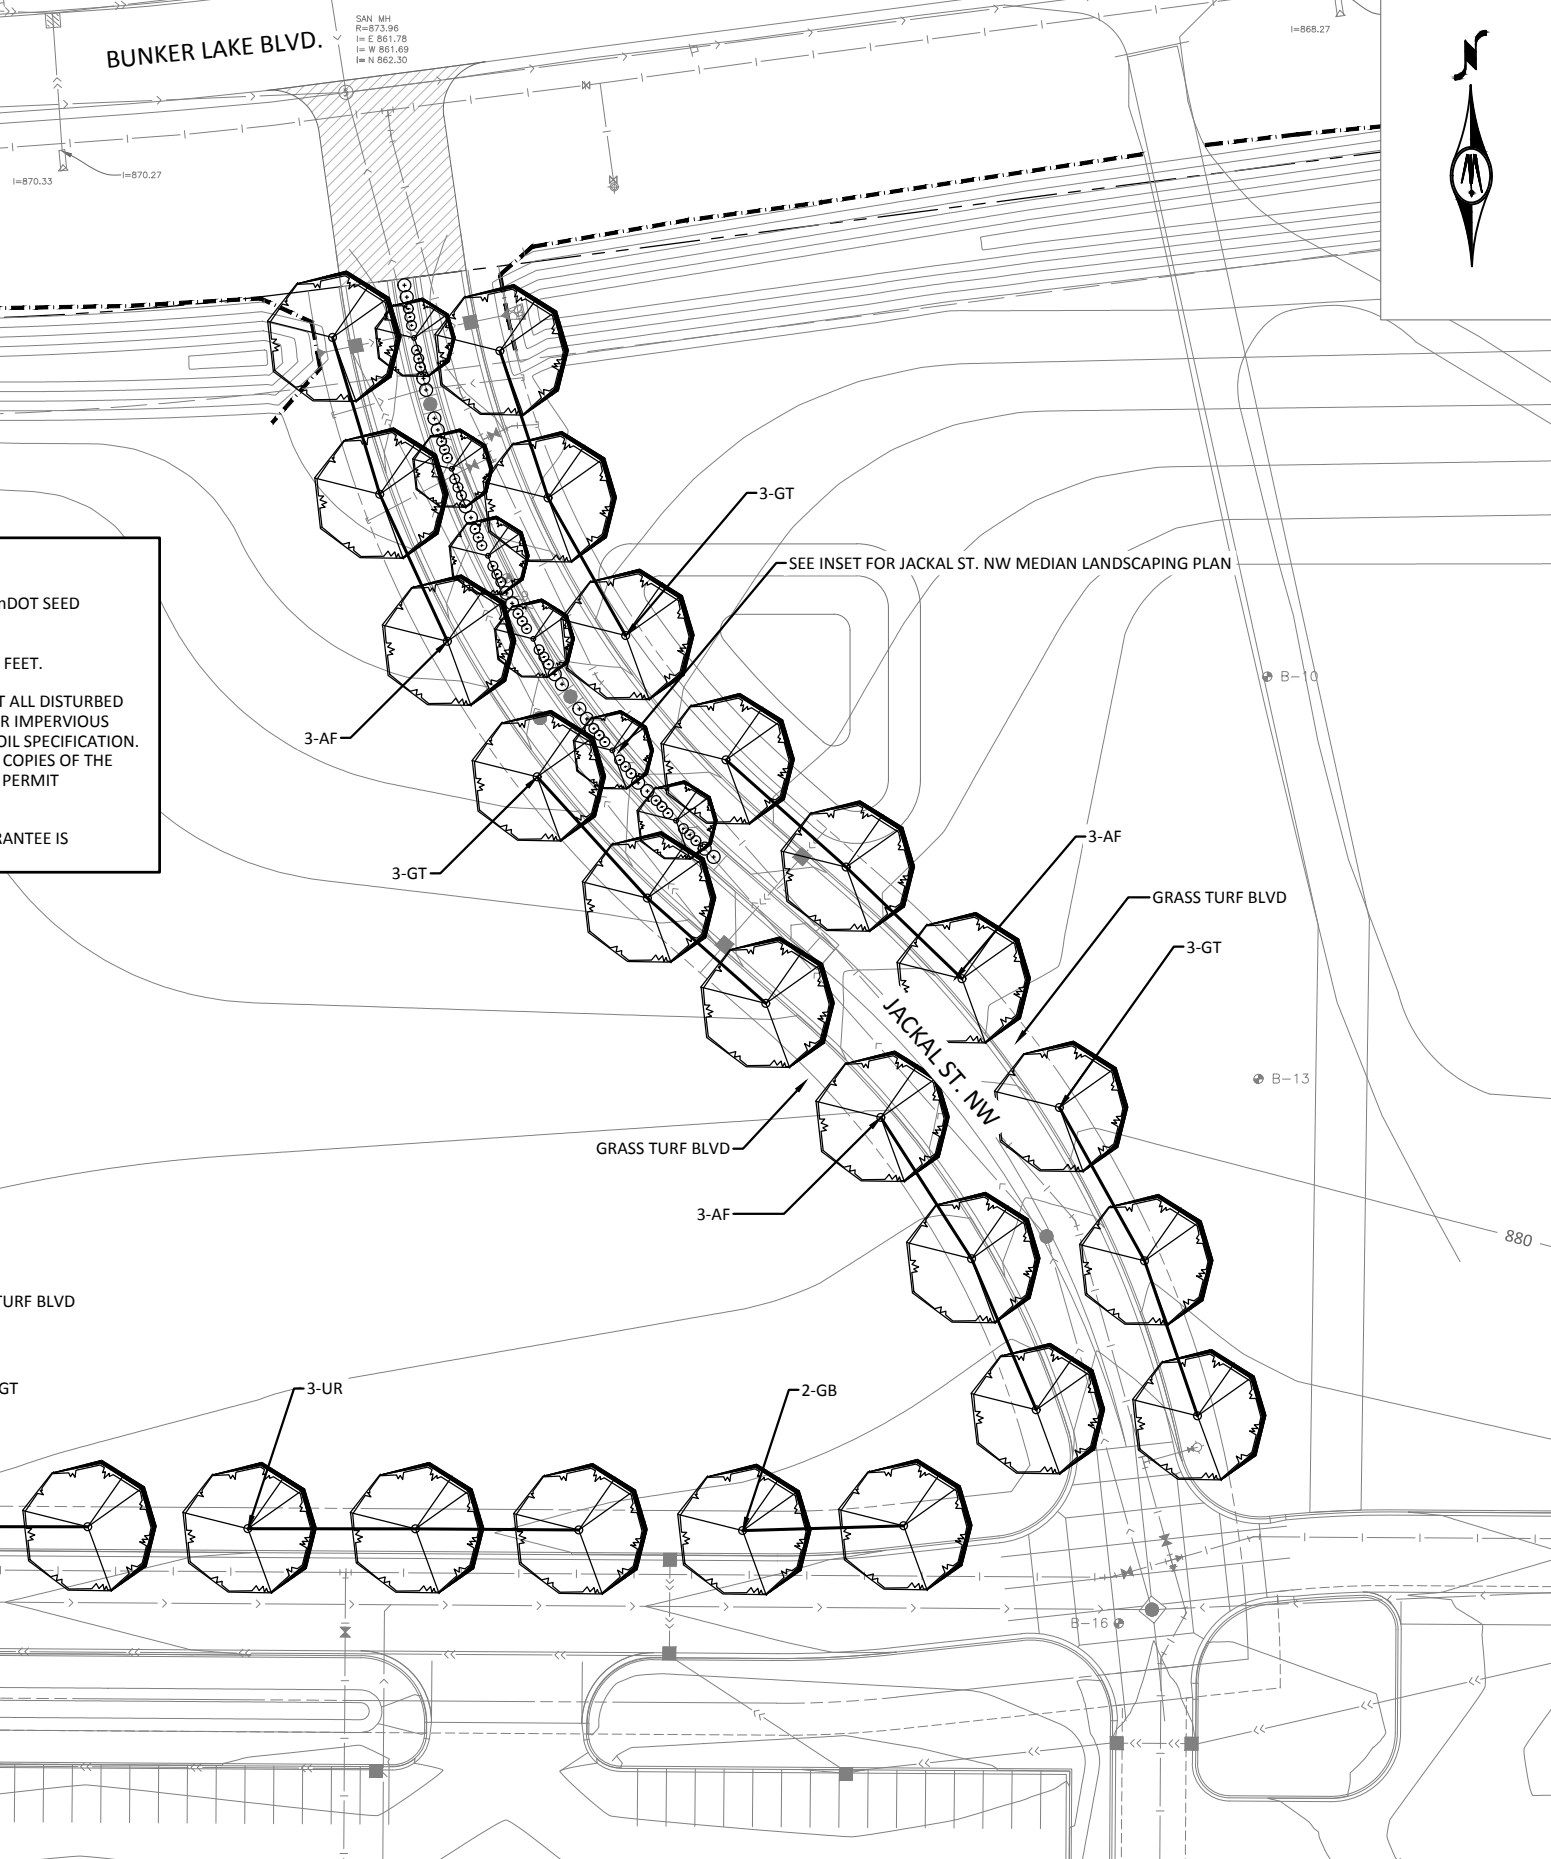 BUNKER LAKE BLVD.
SAN MH
R=873.96
I= E 861.78
I= W 861.69
I= N 862.30
I=868.27
N
I=870.33
I=870.27
3-GT
SEE INSET FOR JACKAL ST. NW MEDIAN LANDSCAPING PLAN
nDOT SEED
FEET.
T ALL DISTURBED
R IMPERVIOUS
OIL SPECIFICATION.
COPIES OF THE
PERMIT
RANTEE IS
B-10
3-AF
3-GT
3-AF
GRASS TURF BLVD
3-GT
JACKAL ST. NW
B-13
GRASS TURF BLVD
3-AF
880
TURF BLVD
GT
3-UR
2-GB
B-16